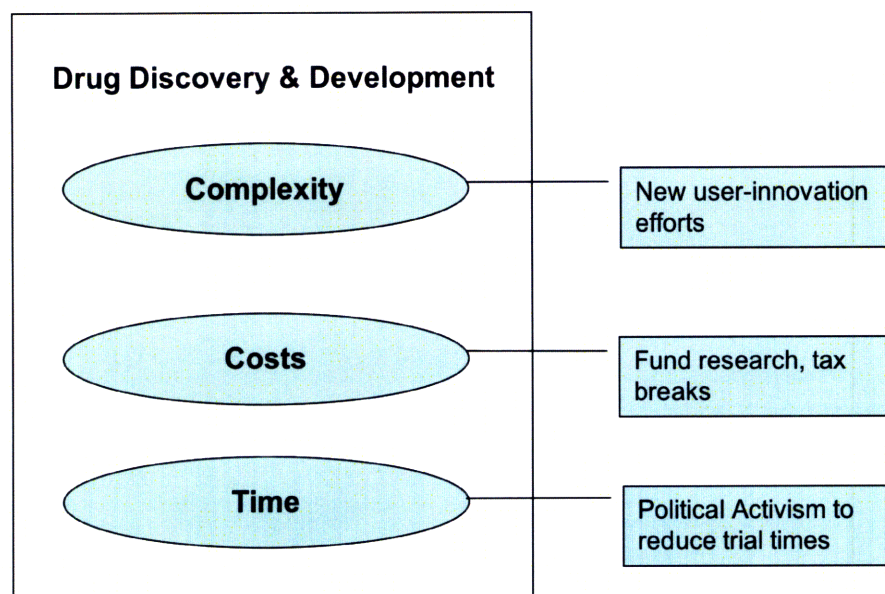 Drug Discovery & Development
Complexity
New user-innovation
efforts
Costs
Fund research, tax
breaks
Time
Political Activism to
reduce trial times